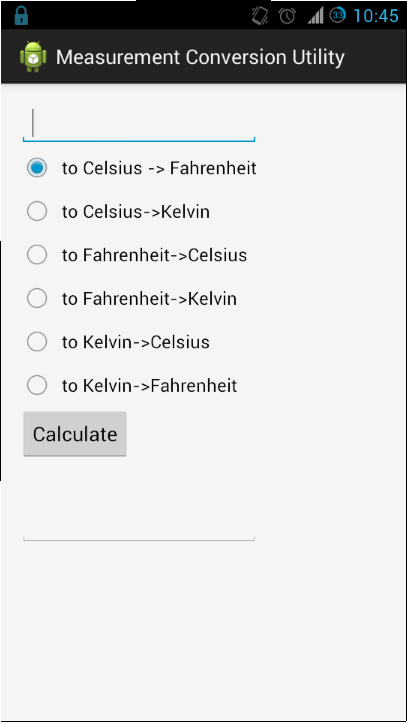 33 10:45
Measurement Conversion Utility
to Celsius -> Fahrenheit
to Celsius->Kelvin
to Fahrenheit->Celsius
to Fahrenheit->Kelvin
to Kelvin->Celsius
to Kelvin->Fahrenheit
Calculate